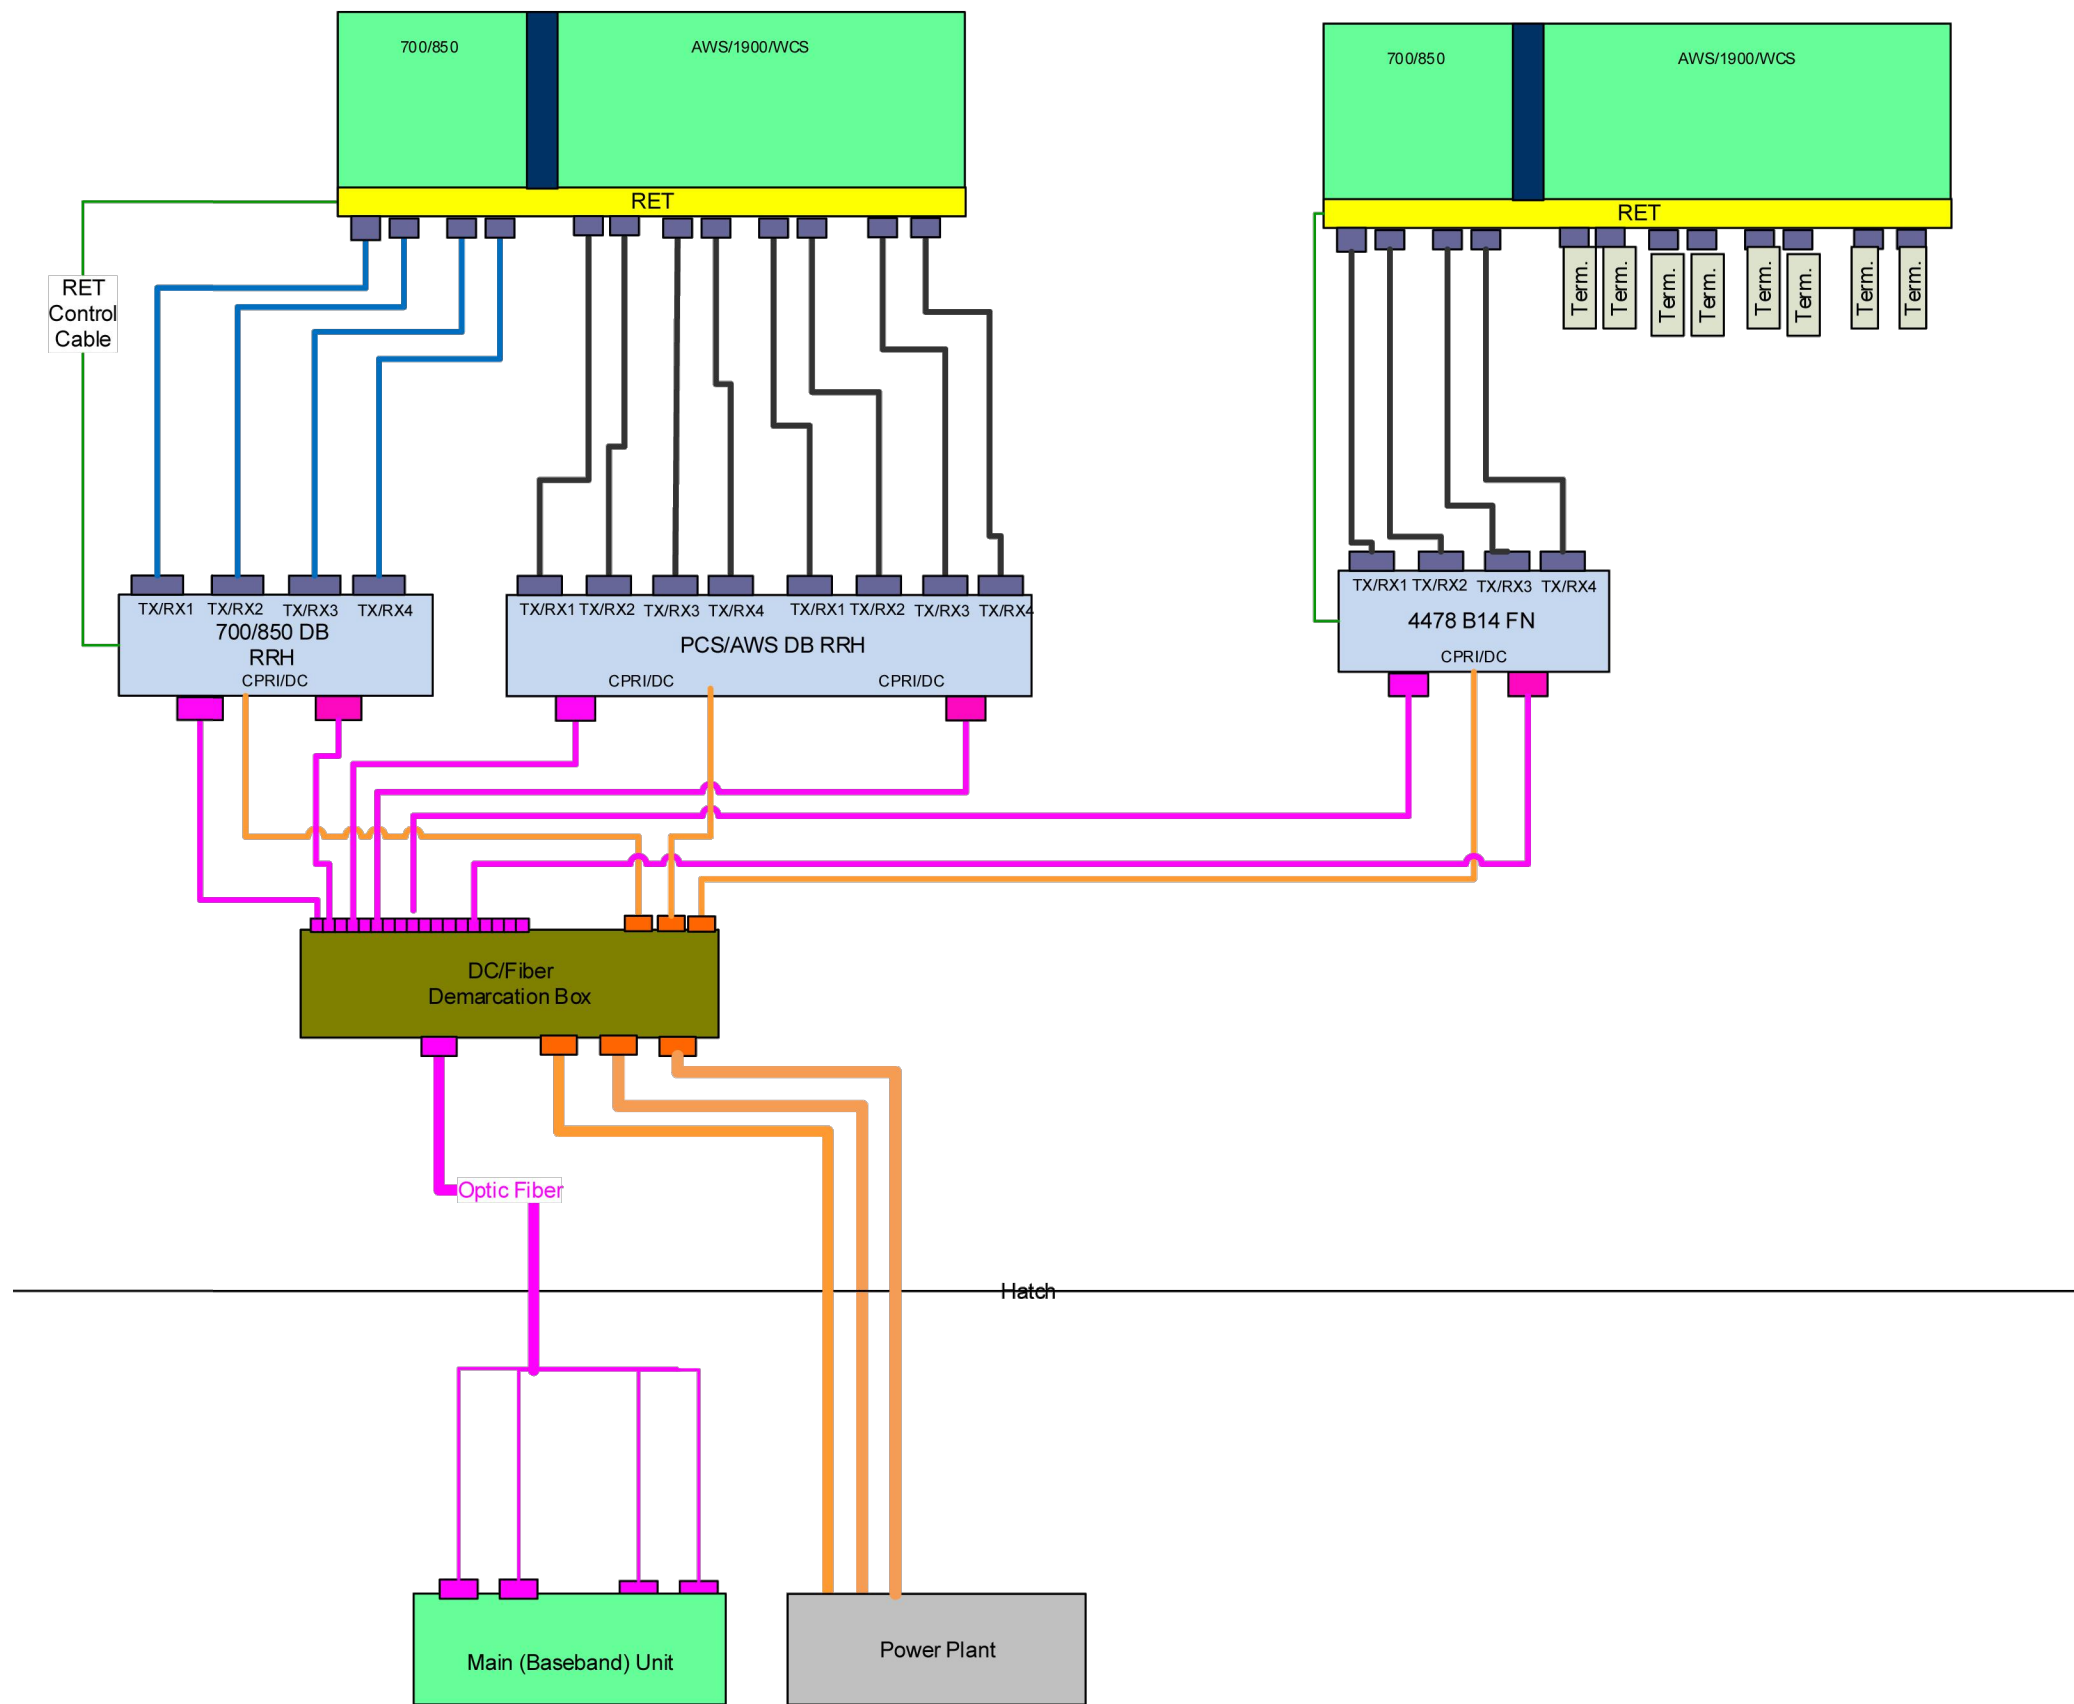 700/850
AWS/1900/WCS
700/850
AWS/1900/WCS
RET
RET
Term.
Term.
Term.
Term.
Term.
Term.
Term.
Term.
RET
Control
Cable
TX/RX1
TX/RX2
TX/RX3
TX/RX4
700/850 DB
RRH
CPRI/DC
TX/RX1
TX/RX2
TX/RX3
TX/RX4
TX/RX1
TX/RX2
TX/RX3
TX/RX4
PCS/AWS DB RRH
CPRI/DC
CPRI/DC
TX/RX1
TX/RX2
TX/RX3
TX/RX4
4478 B14 FN
CPRI/DC
DC/Fiber
Demarcation Box
Optic Fiber
Hatch
Main (Baseband) Unit
Power Plant